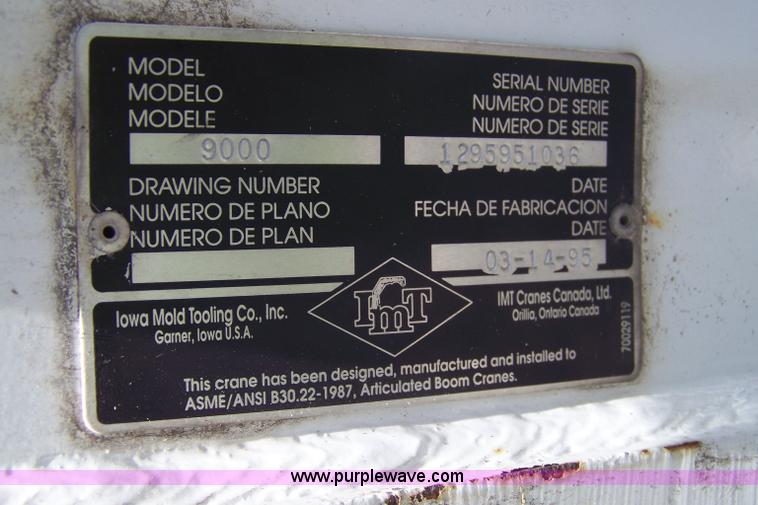 MODEL
MODELO
MODELE
9000
SERIAL NUMBER
NUMERO DE SERIE
NUMERO DE SERIE
1295951036
DRAWING NUMBER
NUMERO DE PLANO
NUMERO DE PLAN
DATE
FECHA DE FABRICACION
DATE
03-14-95
Iowa Mold Tooling Co., Inc.
Garner, Iowa U.S.A.
IMT
IMT Cranes Canada, Ltd.
Orillia, Ontario Canada
70029119
This crane has been designed, manufactured and installed to
ASME/ANSI B30.22-1987, Articulated Boom Cranes.
www.purplewave.com